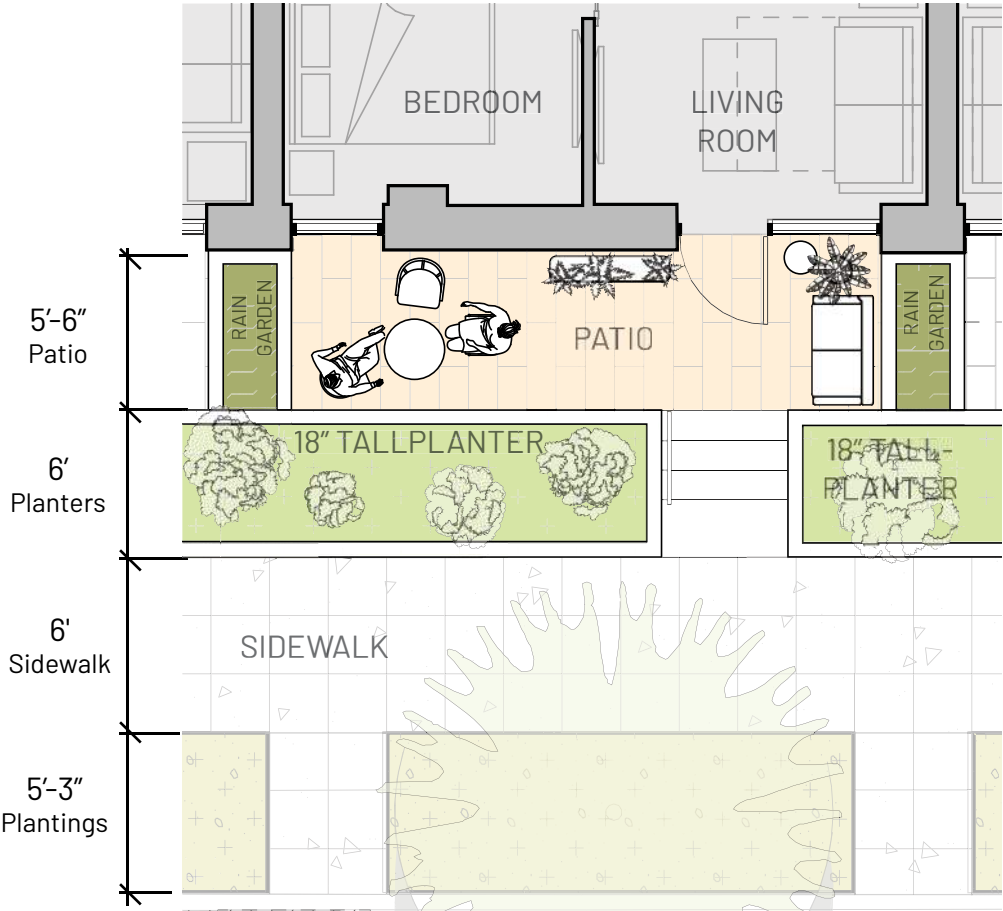 BEDROOM
LIVING
ROOM
5'-6"
Patio
RAIN
GARDEN
PATIO
RAIN
GARDEN
6'
Planters
18" TALLPLANTER
18" TALL-
PLANTER
6'
Sidewalk
SIDEWALK
5'-3"
Plantings